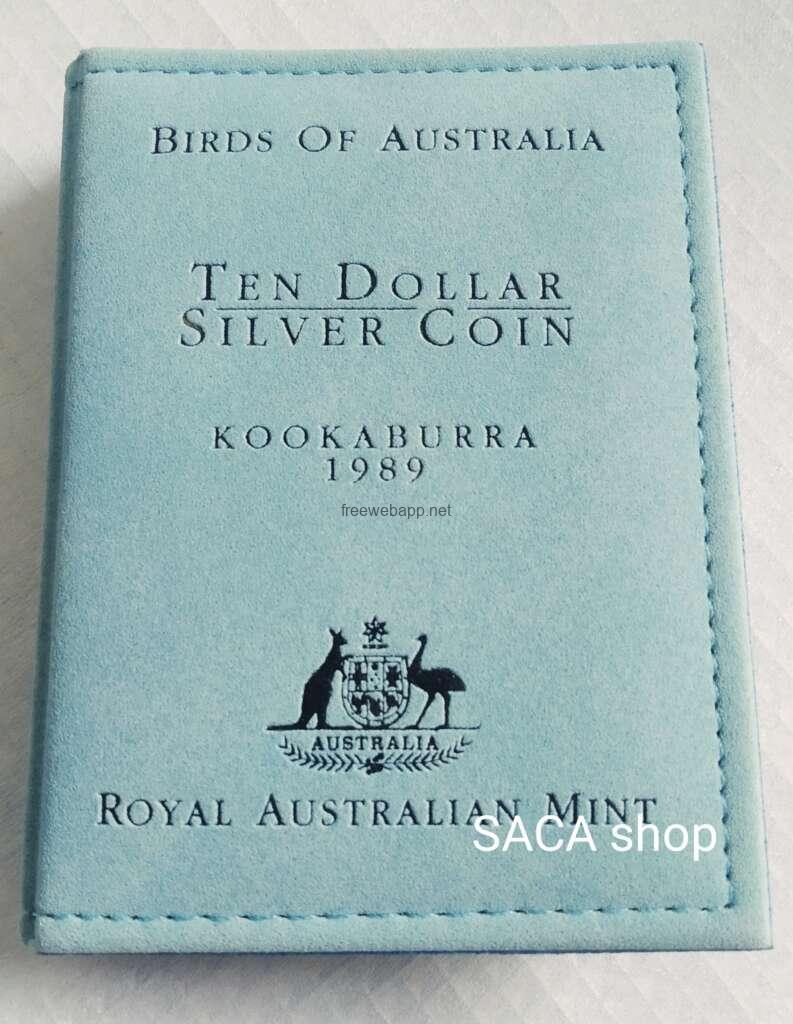 BIRDS OF AUSTRALIA
TEN DOLLAR
SILVER COIN
KOOKABURRA
1989
freewebapp.net
AUSTRALIA
ROYAL AUSTRALIAN MINT
SACA shop